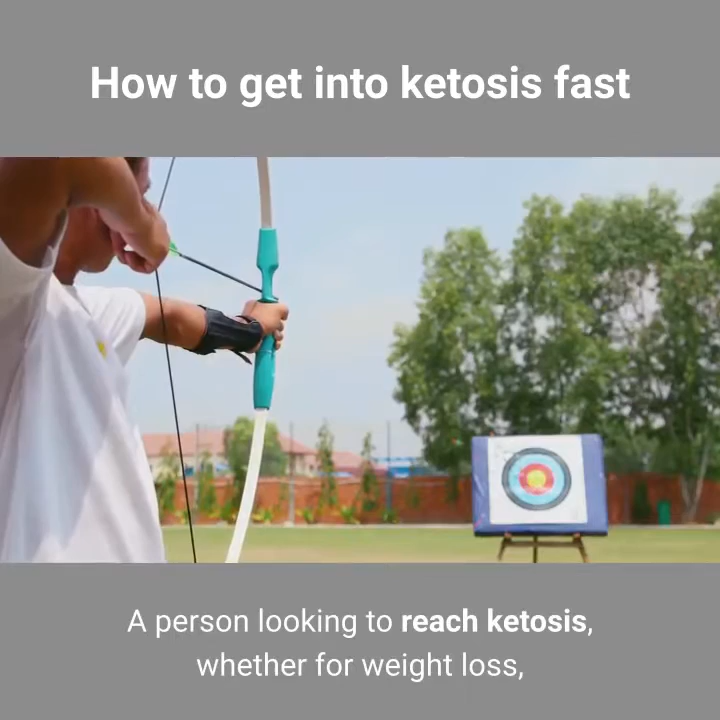 How to get into ketosis fast
A person looking to reach ketosis,
whether for weight loss,